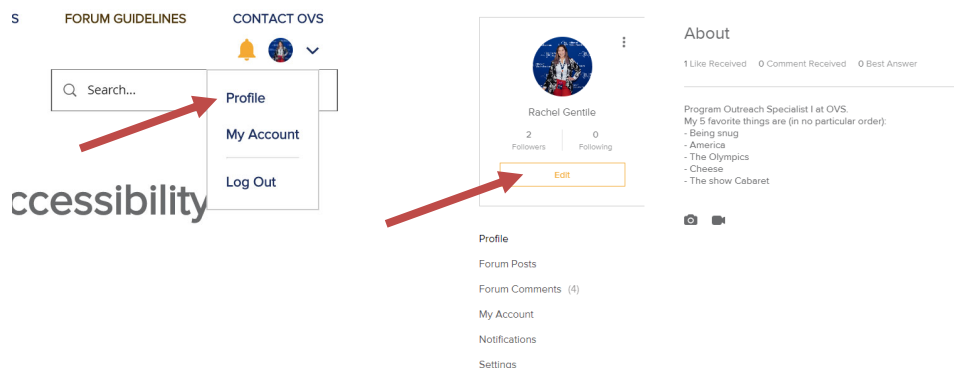 S
FORUM GUIDELINES
CONTACT OVS
Search...
Profile
My Account
Log Out
ccessibility
Rachel Gentile
2
0
Followers
Following
Edit
Profile
Forum Posts
Forum Comments (4)
My Account
Notifications
Settings
About
1 Like Received 0 Comment Received 0 Best Answer
Program Outreach Specialist I at OVS.
My 5 favorite things are (in no particular order):
- Being snug
- America
- The Olympics
- Cheese
- The show Cabaret